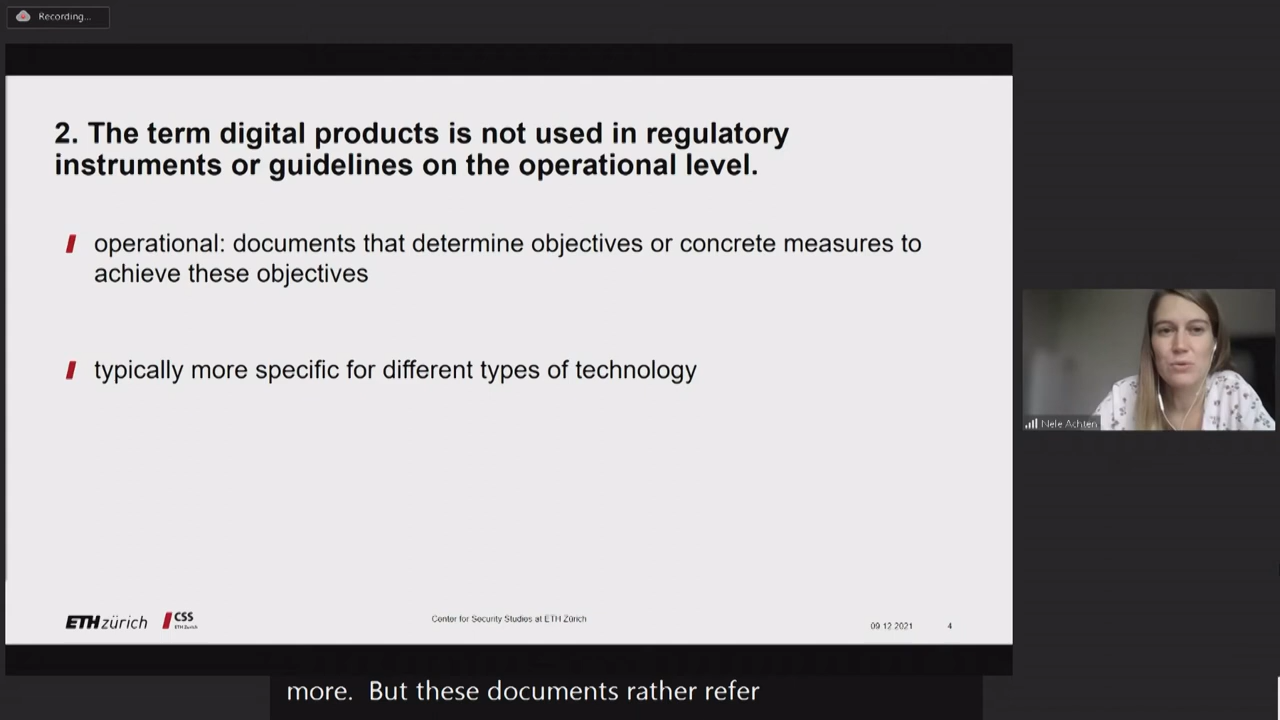 Recording...
2. The term digital products is not used in regulatory
instruments or guidelines on the operational level.
operational: documents that determine objectives or concrete measures to
achieve these objectives
typically more specific for different types of technology
Nele Achten
ETH zürich
CSS
ETH Zurich
Center for Security Studies at ETH Zürich
09.12.2021
4
more. But these documents rather refer